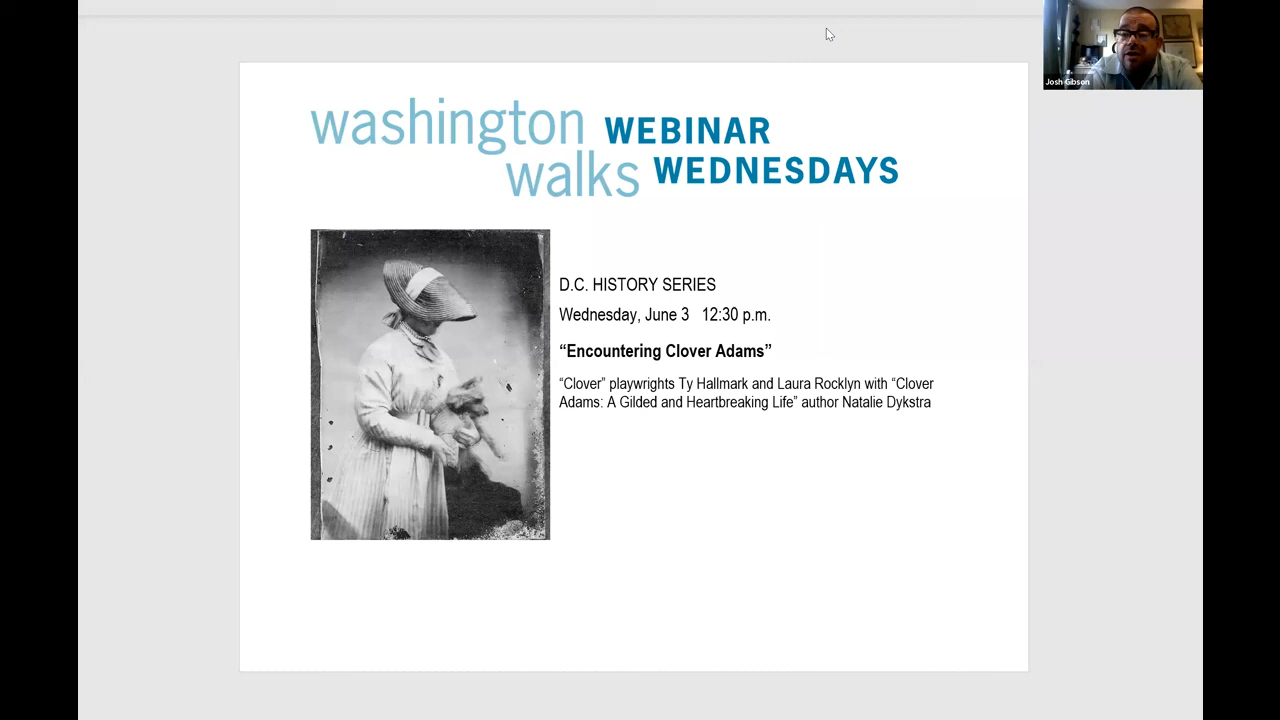 washington WEBINAR
walks WEDNESDAYS
D.C. HISTORY SERIES
Wednesday, June 3 12:30 p.m.
“Encountering Clover Adams”
“Clover” playwrights Ty Hallmark and Laura Rocklyn with “Clover
Adams: A Gilded and Heartbreaking Life” author Natalie Dykstra
Josh Gibson